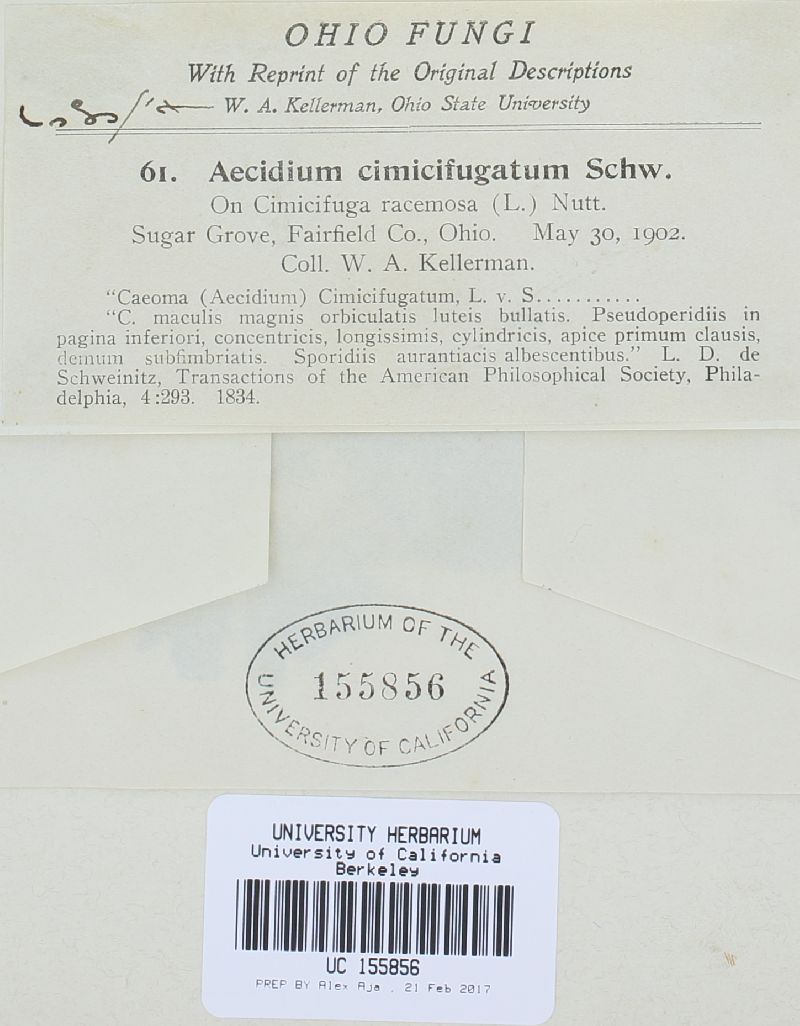 OHIO FUNGI
With Reprint of the Original Descriptions
W. A. Kellerman, Ohio State University
61. Aecidium cimicifugatum Schw.
On Cimicifuga racemosa (L.) Nutt.
Sugar Grove, Fairfield Co., Ohio. May 30, 1902.
Coll. W. A. Kellerman.
"Caeoma (Aecidium) Cimicifugatum, L. v. S...........
"C. maculis magnis orbiculatis luteis bullatis. Pseudoperidiis in
pagina inferiori, concentricis, longissimis, cylindricis, apice primum clausis,
demum subfimbriatis. Sporidiis aurantiacis albescentibus." L. D. de
Schweinitz, Transactions of the American Philosophical Society, Phila-
delphia, 4:293. 1834.
HERBARIUM OF THE
155856
UNIVERSITY OF CALIFORNIA
UNIVERSITY HERBARIUM
University of California
Berkeley
UC 155856
PREP BY Alex Aja . 21 Feb 2017